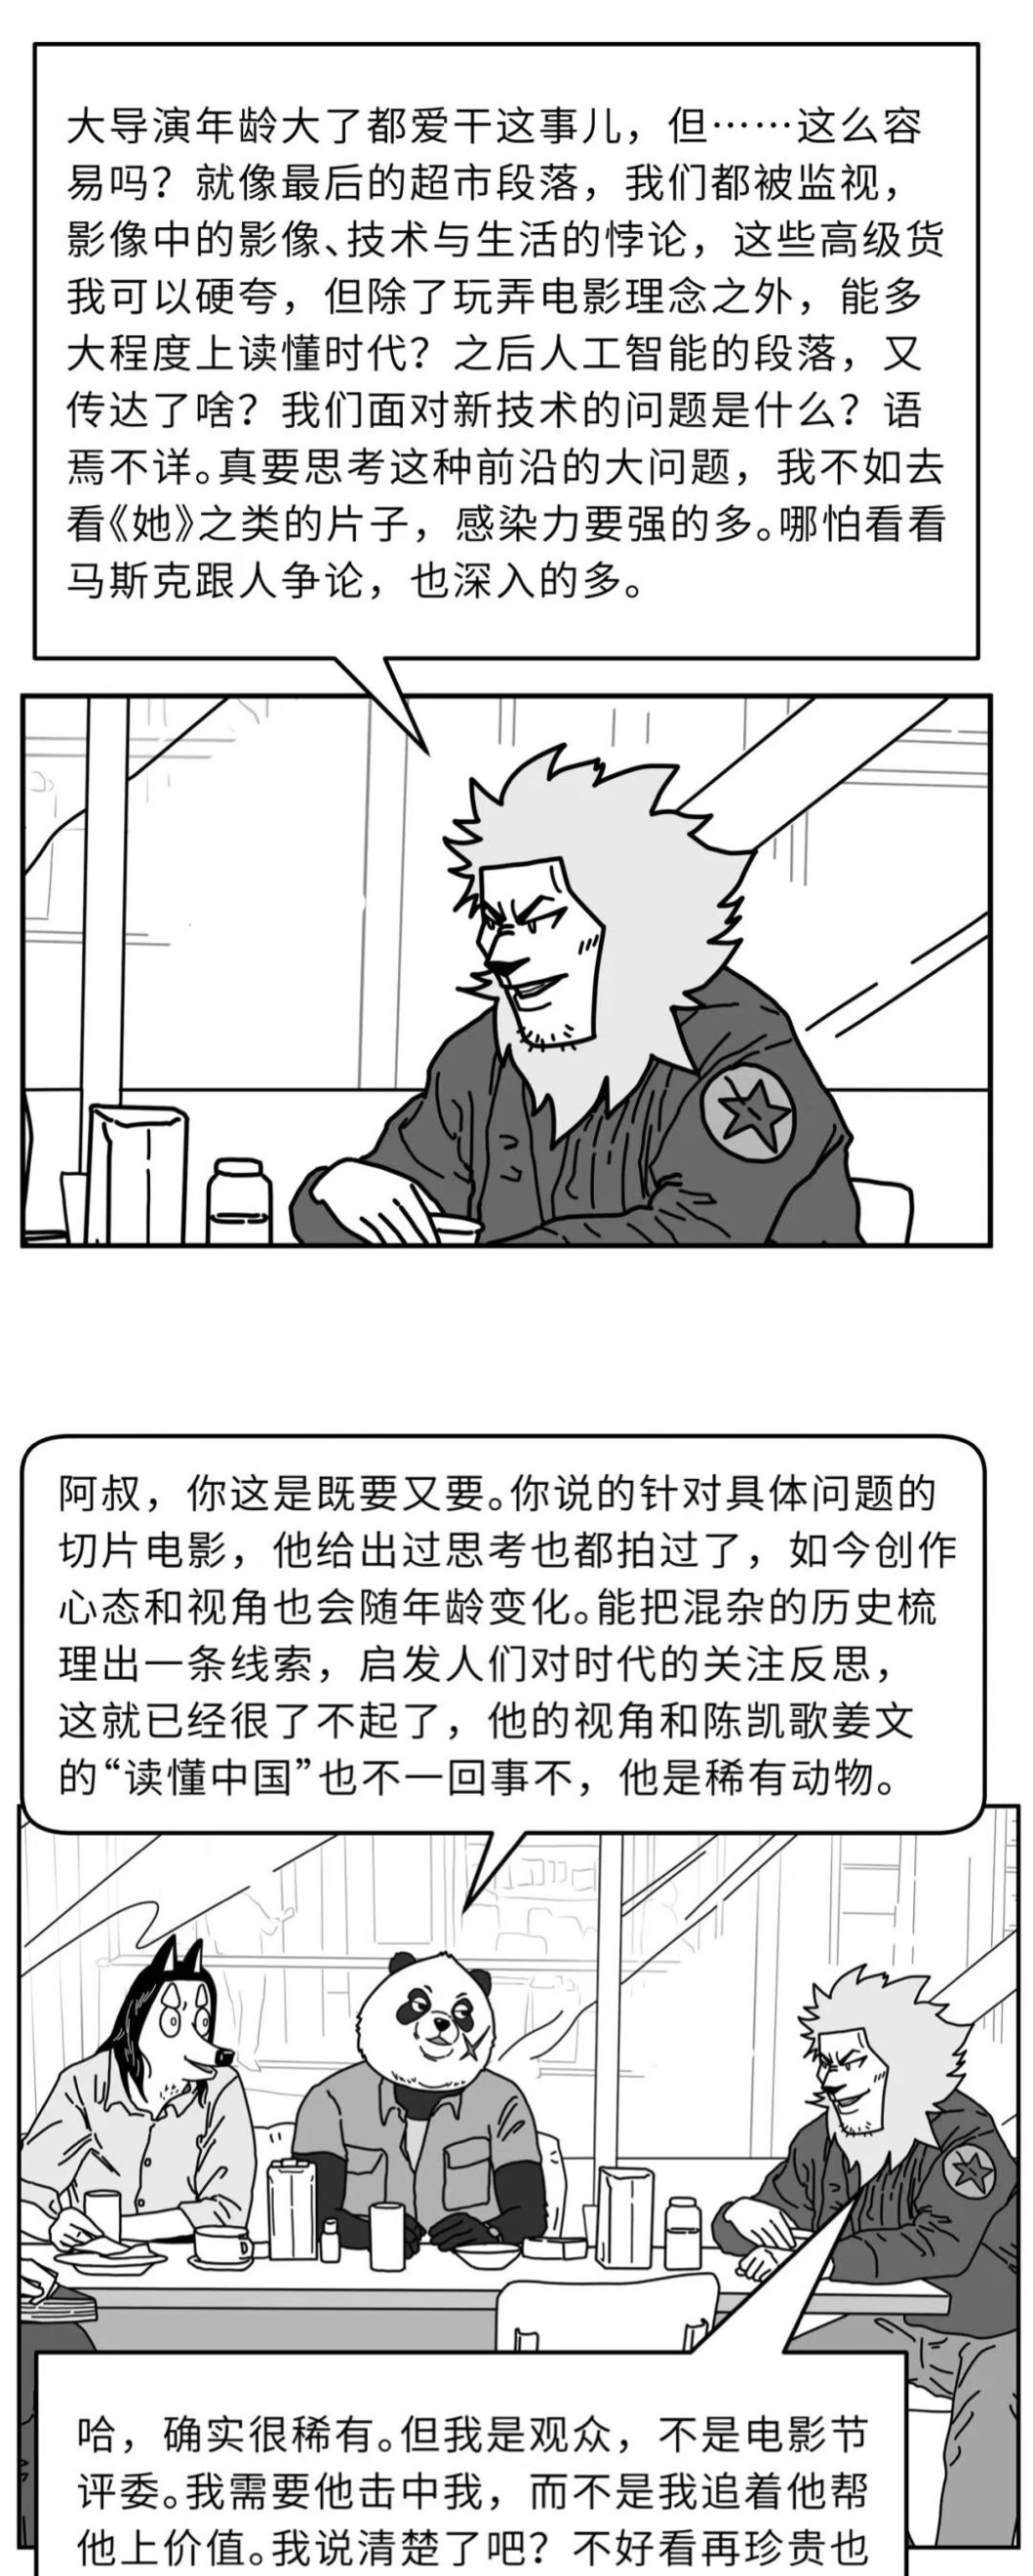 大导演年龄大了都爱干这事儿，但……这么容
易吗？就像最后的超市段落，我们都被监视，
影像中的影像、技术与生活的悖论，这些高级货
我可以硬夸，但除了玩弄电影理念之外，能多
大程度上读懂时代？之后人工智能的段落，又
传达了啥？我们面对新技术的问题是什么？语
焉不详。真要思考这种前沿的大问题，我不如去
看《她》之类的片子，感染力要强的多。哪怕看看
马斯克跟人争论，也深入的多。
阿叔，你这是既要又要。你说的针对具体问题的
切片电影，他给出过思考也都拍过了，如今创作
心态和视角也会随年龄变化。能把混杂的历史梳
理出一条线索，启发人们对时代的关注反思，
这就已经很了不起了，他的视角和陈凯歌姜文
的“读懂中国”也不一回事不，他是稀有动物。
哈，确实很稀有。但我是观众，不是电影节
评委。我需要他击中我，而不是我追着他帮
他上价值。我说清楚了吧？不好看再珍贵也